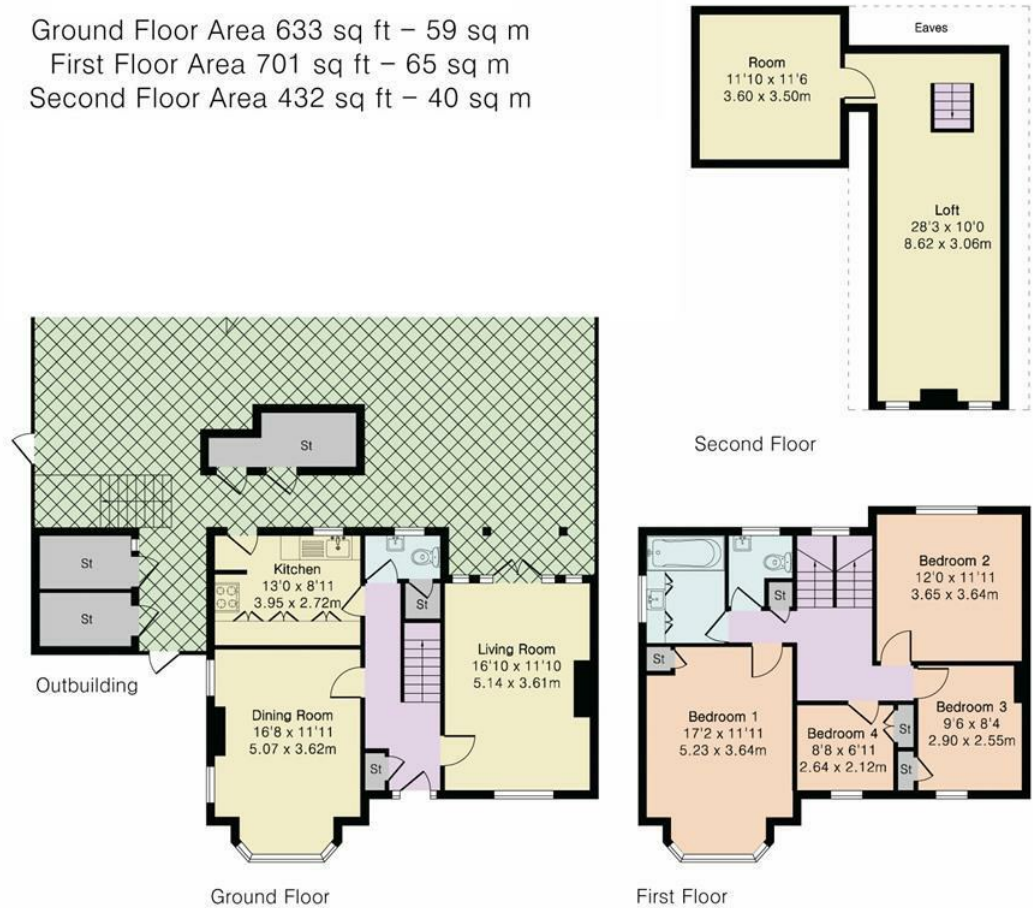 Ground Floor Area 633 sq ft – 59 sq m
First Floor Area 701 sq ft – 65 sq m
Second Floor Area 432 sq ft – 40 sq m
Eaves
Room
11'10 x 11'6
3.60 x 3.50m
Loft
28'3 x 10'0
8.62 x 3.06m
Second Floor
St
St
St
Outbuilding
Kitchen
13'0 x 8'11
3.95 x 2.72m
St
Living Room
16'10 x 11'10
5.14 x 3.61m
Dining Room
16'8 x 11'11
5.07 x 3.62m
St
Ground Floor
St
St
Bedroom 2
12'0 x 11'11
3.65 x 3.64m
Bedroom 1
17'2 x 11'11
5.23 x 3.64m
Bedroom 4
8'8 x 6'11
2.64 x 2.12m
St
St
Bedroom 3
9'6 x 8'4
2.90 x 2.55m
First Floor